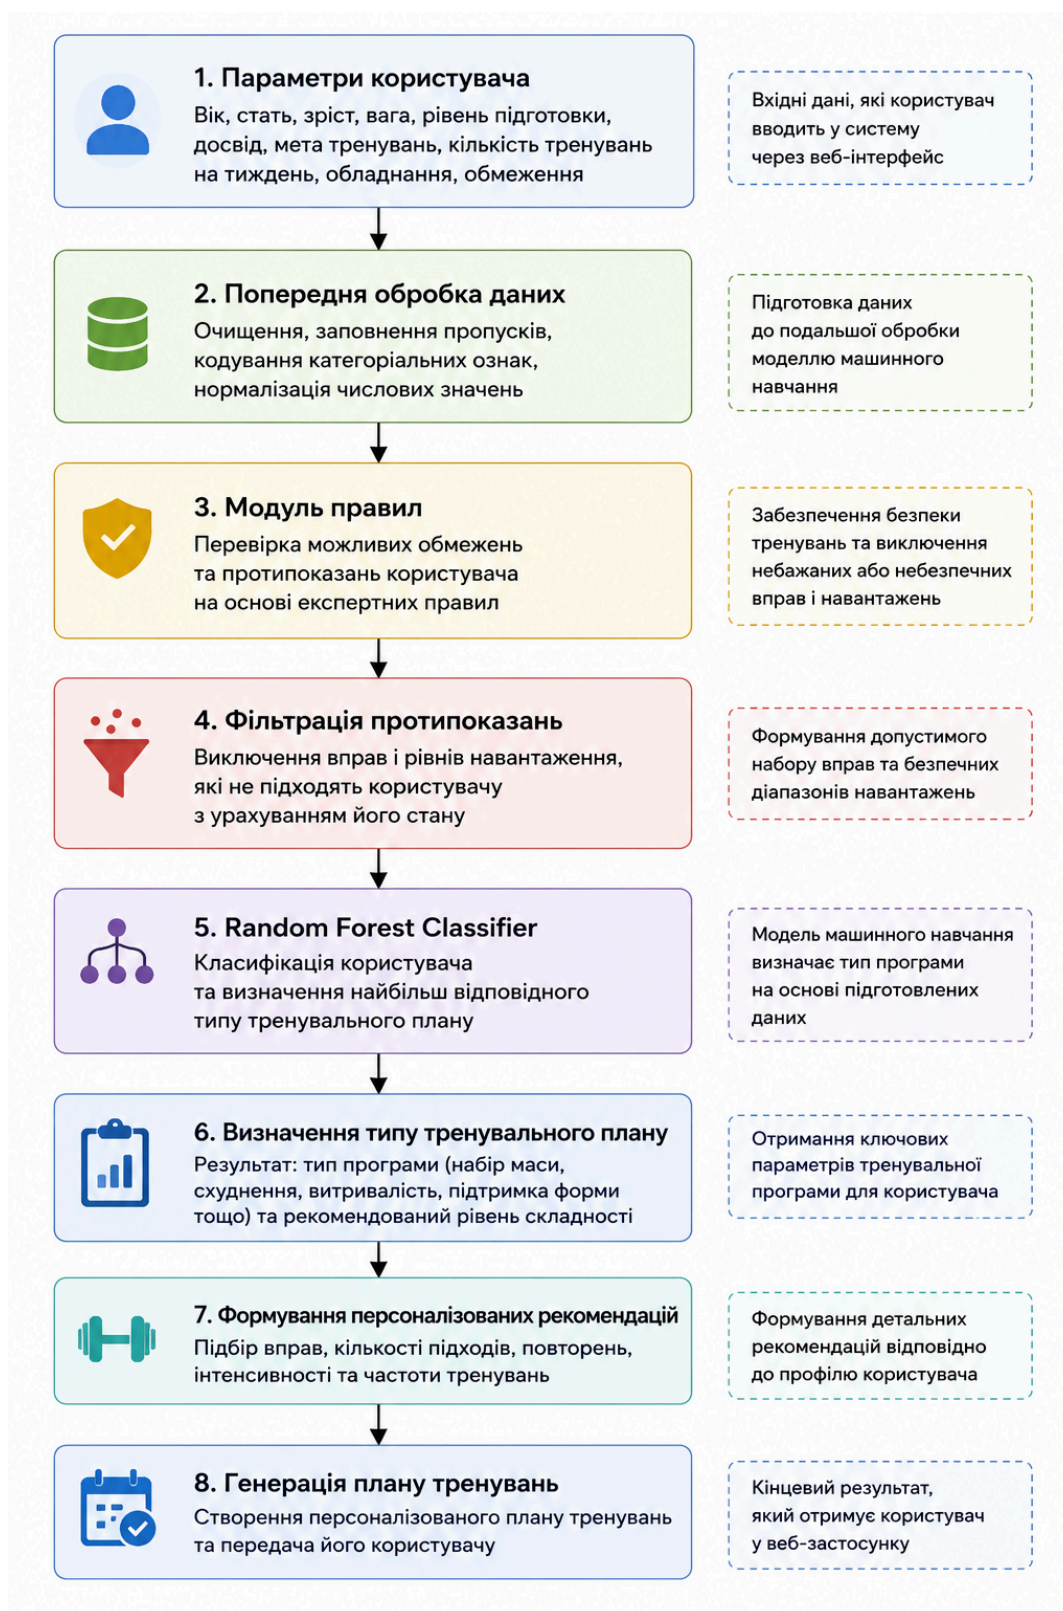 1. Параметри користувача
Вік, стать, зріст, вага, рівень підготовки,
досвід, мета тренувань, кількість тренувань
на тиждень, обладнання, обмеження
Вхідні дані, які користувач
вводить у систему
через веб-інтерфейс
2. Попередня обробка даних
Очищення, заповнення пропусків,
кодування категоріальних ознак,
нормалізація числових значень
Підготовка даних
до подальшої обробки
моделлю машинного
навчання
3. Модуль правил
Перевірка можливих обмежень
та протипоказань користувача
на основі експертних правил
Забезпечення безпеки
тренувань та виключення
небажаних або небезпечних
вправ і навантажень
4. Фільтрація протипоказань
Виключення вправ і рівнів навантаження,
які не підходять користувачу
з урахуванням його стану
Формування допустимого
набору вправ та безпечних
діапазонів навантажень
5. Random Forest Classifier
Класифікація користувача
та визначення найбільш відповідного
типу тренувального плану
Модель машинного навчання
визначає тип програми
на основі підготовлених
даних
6. Визначення типу тренувального плану
Результат: тип програми (набір маси,
схуднення, витривалість, підтримка форми
тощо) та рекомендований рівень складності
Отримання ключових
параметрів тренувальної
програми для користувача
7. Формування персоналізованих рекомендацій
Підбір вправ, кількості підходів, повторень,
інтенсивності та частоти тренувань
Формування детальних
рекомендацій відповідно
до профілю користувача
8. Генерація плану тренувань
Створення персоналізованого плану тренувань
та передача його користувачу
Кінцевий результат,
який отримує користувач
у веб-застосунку